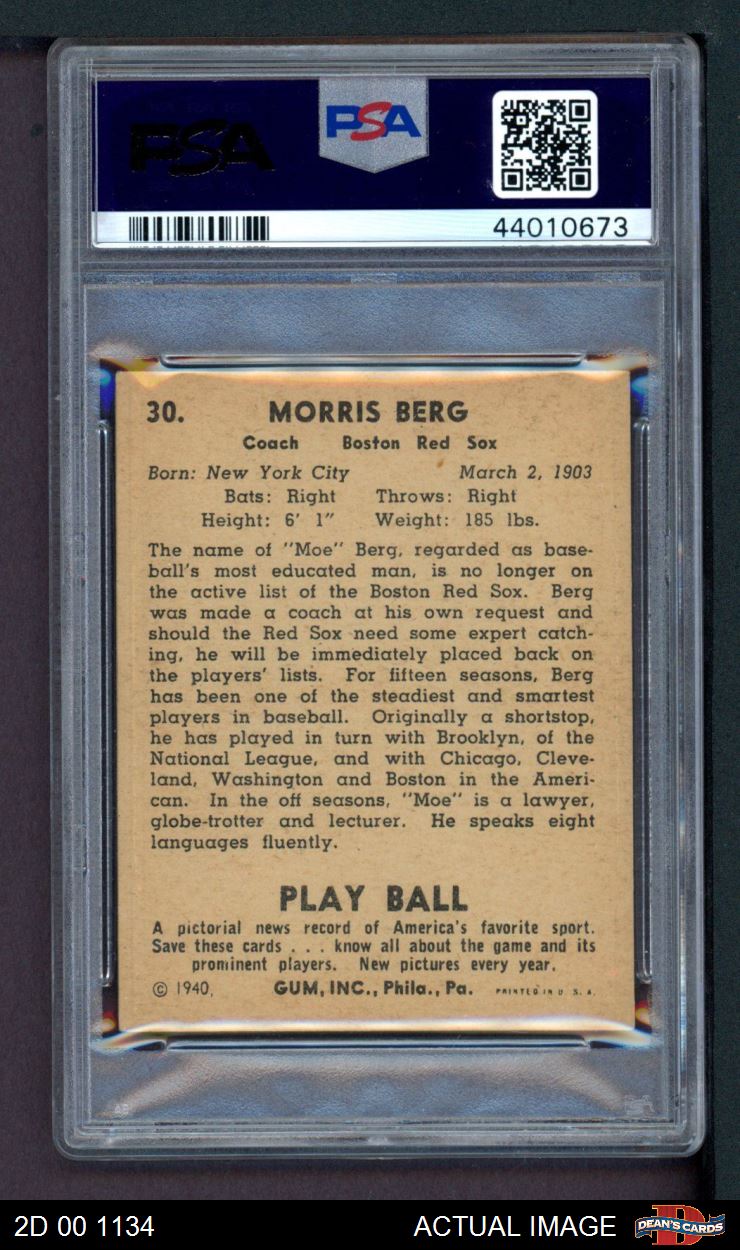 PSA PSA
44010673
30. MORRIS BERG
Coach Boston Red Sox
Born: New York City March 2, 1903
Bats: Right Throws: Right
Height: 6' 1" Weight: 185 lbs.
The name of "Moe" Berg, regarded as base-
ball's most educated man, is no longer on
the active list of the Boston Red Sox. Berg
was made a coach at his own request and
should the Red Sox need some expert catch-
ing, he will be immediately placed back on
the players' lists. For fifteen seasons, Berg
has been one of the steadiest and smartest
players in baseball. Originally a shortstop,
he has played in turn with Brooklyn, of the
National League, and with Chicago, Cleve-
land, Washington and Boston in the Ameri-
can. In the off seasons, "Moe" is a lawyer,
globe-trotter and lecturer. He speaks eight
languages fluently.
PLAY BALL
A pictorial news record of America's favorite sport.
Save these cards . . . know all about the game and its
prominent players. New pictures every year.
© 1940, GUM, INC., Phila., Pa. PRINTED IN U. S. A.
2D 00 1134 ACTUAL IMAGE DEAN'S CARDS